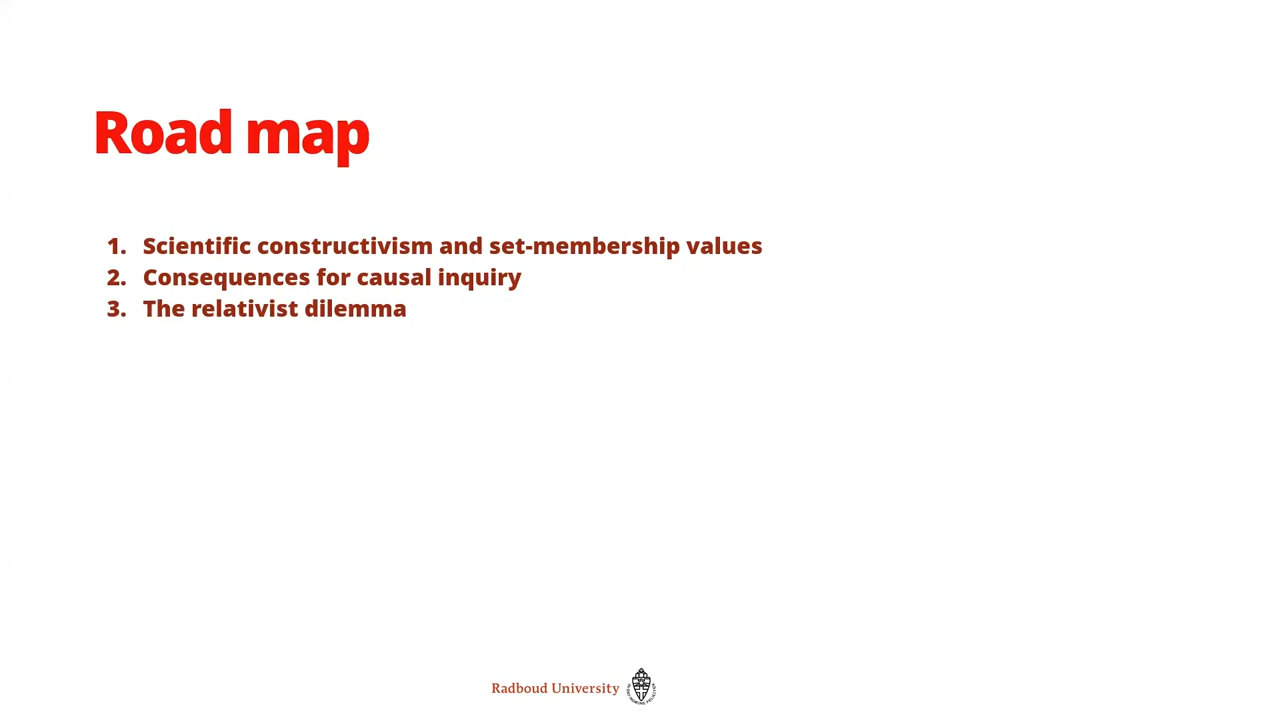 Road map
1. Scientific constructivism and set-membership values
2. Consequences for causal inquiry
3. The relativist dilemma
Radboud University